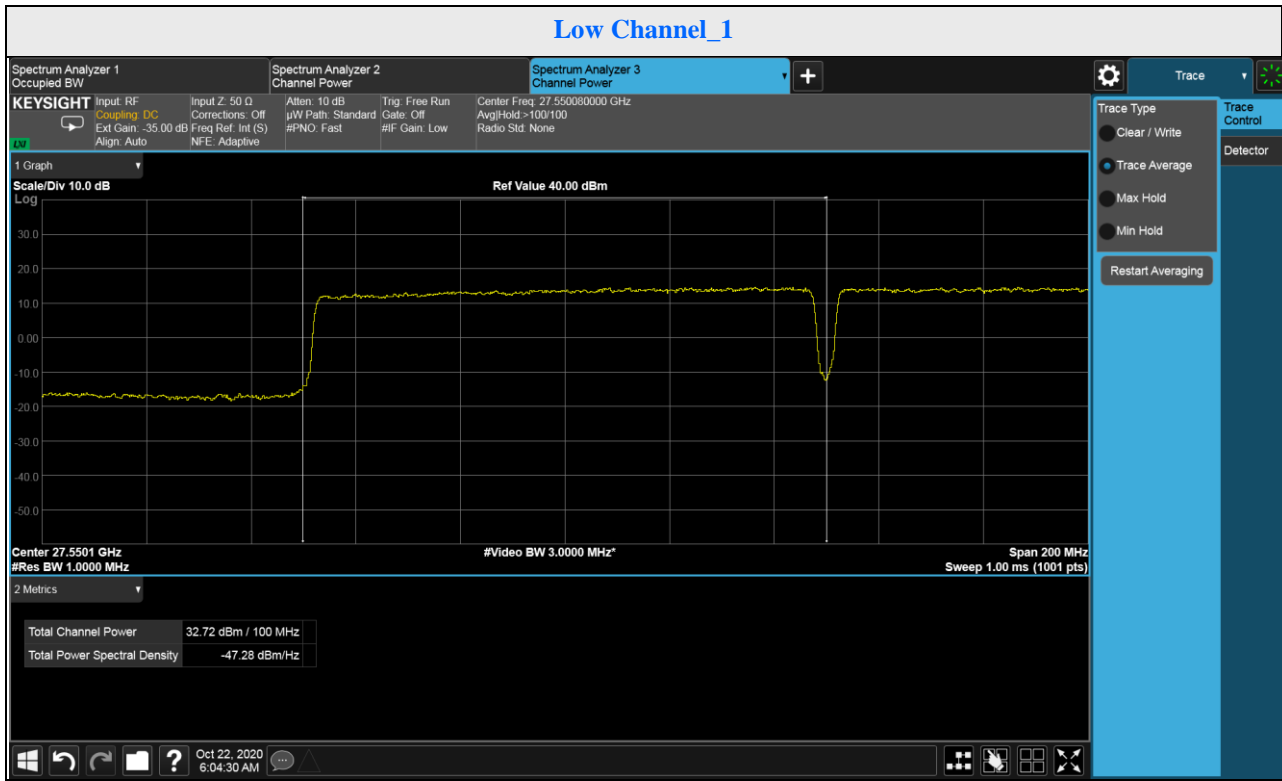 Low Channel_1
Spectrum Analyzer 1
Occupied BW
Spectrum Analyzer 2
Channel Power
Spectrum Analyzer 3
Channel Power
Trace
KEYSIGHT
Input: RF
Coupling: DC
Ext Gain: -35.00 dB
Align: Auto
Input Z: 50 Ω
Corrections: Off
Freq Ref: Int (S)
NFE: Adaptive
Atten: 10 dB
µW Path: Standard
#PNO: Fast
Trig: Free Run
Gate: Off
#IF Gain: Low
Center Freq: 27.550080000 GHz
Avg|Hold:>100/100
Radio Std: None
LXI
Trace Type
Clear / Write
Trace Average
Max Hold
Min Hold
Restart Averaging
Trace
Control
Detector
1 Graph
Scale/Div 10.0 dB
Ref Value 40.00 dBm
Log
30.0
20.0
10.0
0.00
-10.0
-20.0
-30.0
-40.0
-50.0
Center 27.5501 GHz
#Video BW 3.0000 MHz*
Span 200 MHz
#Res BW 1.0000 MHz
Sweep 1.00 ms (1001 pts)
2 Metrics
Total Channel Power 32.72 dBm / 100 MHz
Total Power Spectral Density -47.28 dBm/Hz
?
Oct 22, 2020
6:04:30 AM